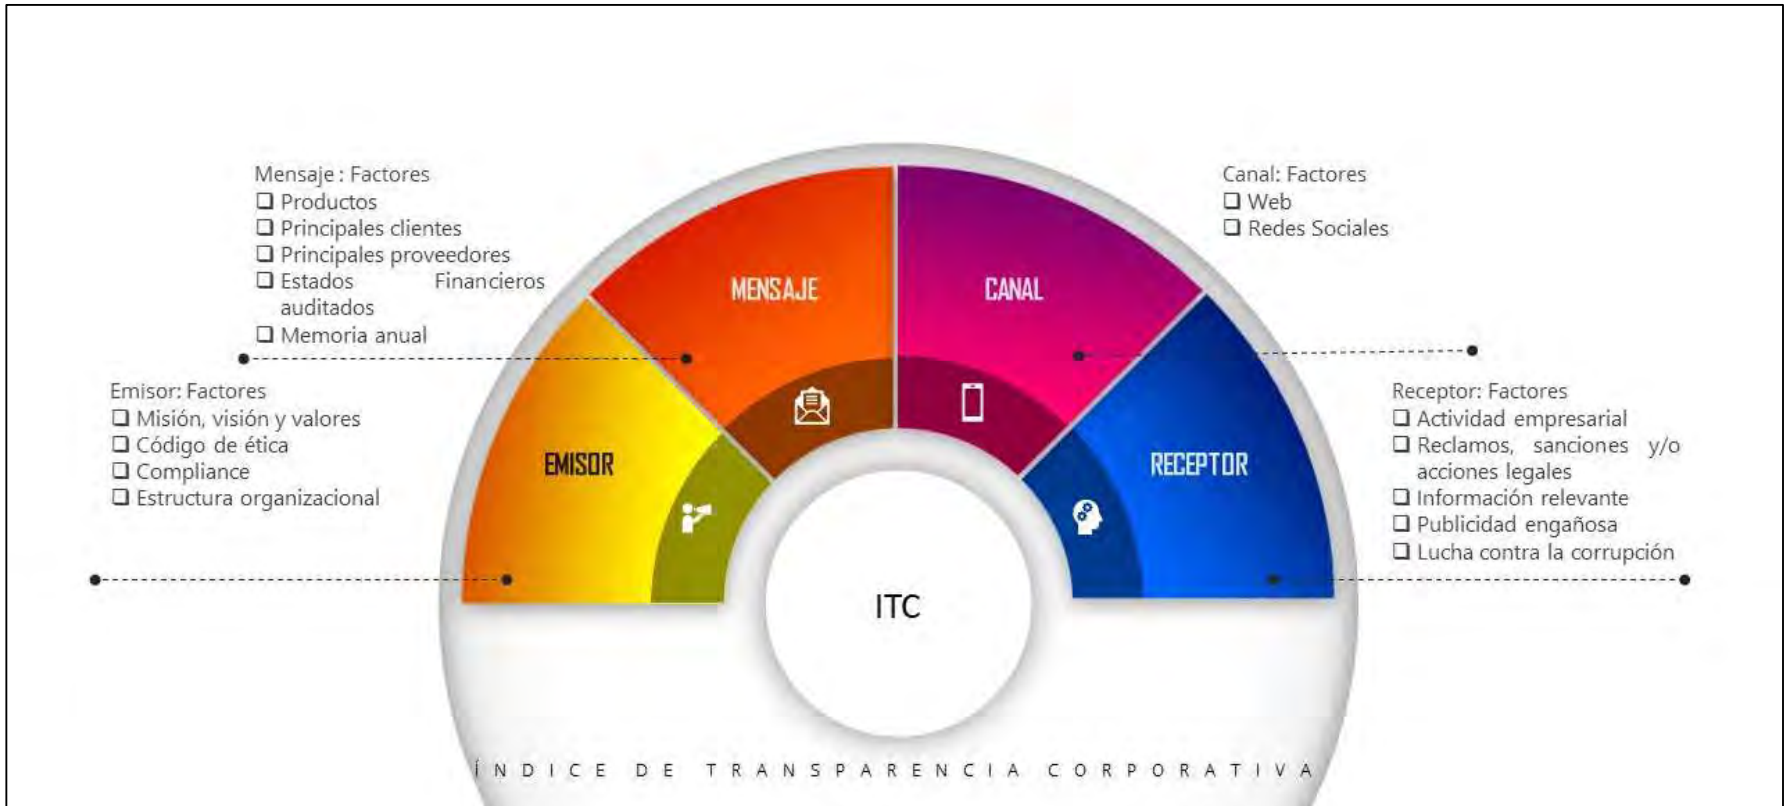 Mensaje : Factores
❑ Productos
❑ Principales clientes
❑ Principales proveedores
❑ Estados Financieros
auditados
❑ Memoria anual
Canal: Factores
❑ Web
❑ Redes Sociales
MENSAJE
CANAL
Emisor: Factores
❑ Misión, visión y valores
❑ Código de ética
❑ Compliance
❑ Estructura organizacional
EMISOR
RECEPTOR
Receptor: Factores
❑ Actividad empresarial
❑ Reclamos, sanciones y/o
acciones legales
❑ Información relevante
❑ Publicidad engañosa
❑ Lucha contra la corrupción
ITC
ÍNDICE DE TRANSPARENCIA CORPORATIVA